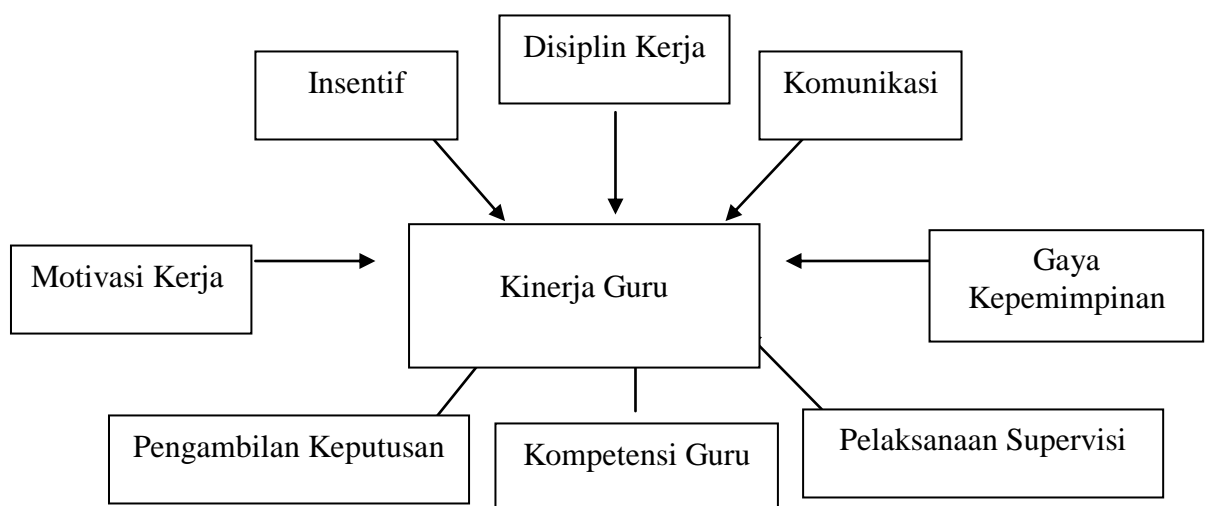 Disiplin Kerja
Insentif
Komunikasi
Motivasi Kerja
Kinerja Guru
Gaya
Kepemimpinan
Pengambilan Keputusan
Kompetensi Guru
Pelaksanaan Supervisi